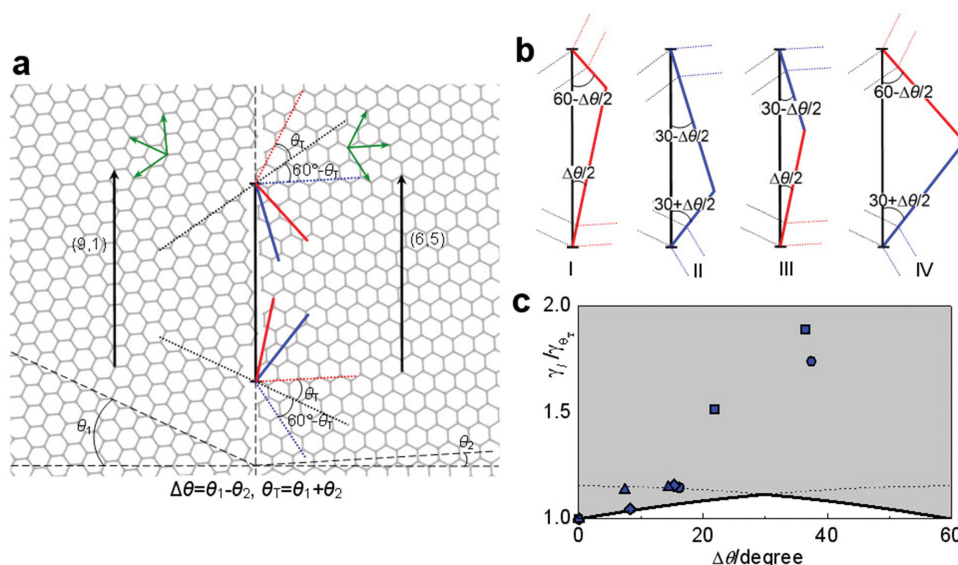 a
θT
60°-θT
(9,1)
(6,5)
θT
60°-θT
θ1
θ2
Δθ=θ1-θ2, θT=θ1+θ2
b
60-Δθ/2
30-Δθ/2
30-Δθ/2
60-Δθ/2
Δθ/2
30+Δθ/2
Δθ/2
30+Δθ/2
I
II
III
IV
c
2.0
1.5
1.0
γI/γθT
0
20
40
60
Δθ/degree